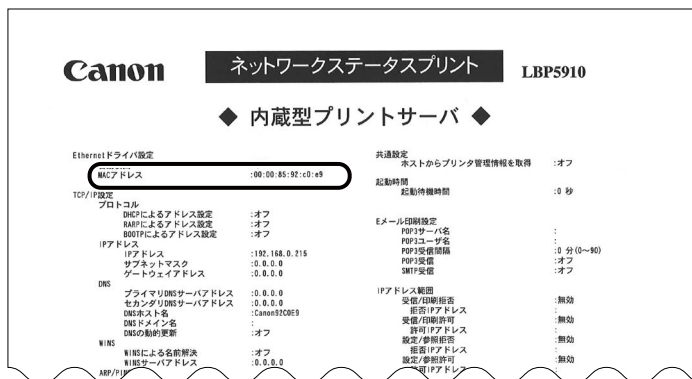 Canon
ネットワークステータスプリント
LBP5910
◆ 内蔵型プリントサーバ ◆
Ethernetドライバ設定
MACアドレス :00:00:85:92:c0:e9
TCP/IP設定
プロトコル
DHCPによるアドレス設定 :オフ
RARPによるアドレス設定 :オフ
BOOTPによるアドレス設定 :オフ
IPアドレス
IPアドレス :192.168.0.215
サブネットマスク :0.0.0.0
ゲートウェイアドレス :0.0.0.0
DNS
プライマリDNSサーバアドレス :0.0.0.0
セカンダリDNSサーバアドレス :0.0.0.0
DNSホスト名 :Canon92C0E9
DNSドメイン名 :
DNSの動的更新 :オフ
WINS
WINSによる名前解決 :オフ
WINSサーバアドレス :0.0.0.0
共通設定
ホストからプリンタ管理情報を取得 :オフ
起動時間
起動待機時間 :0 秒
Eメール印刷設定
POP3サーバ名 :
POP3ユーザ名 :
POP3受信間隔 :0 分(0～90)
POP3受信 :オフ
SMTP受信 :オフ
IPアドレス範囲
受信/印刷拒否 :無効
拒否IPアドレス :
受信/印刷許可 :無効
許可IPアドレス :
設定/参照拒否 :無効
拒否IPアドレス :
設定/参照許可 :無効
許可IPアドレス :